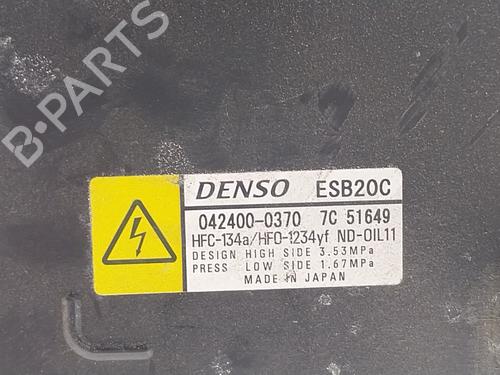 B-PARTS
DENSO ESB20C
042400-0370 7C 51649
HFC-134a/HFO-1234yf ND-OIL11
DESIGN HIGH SIDE 3.53MPa
PRESS LOW SIDE 1.67MPa
MADE IN JAPAN
B-PARTS